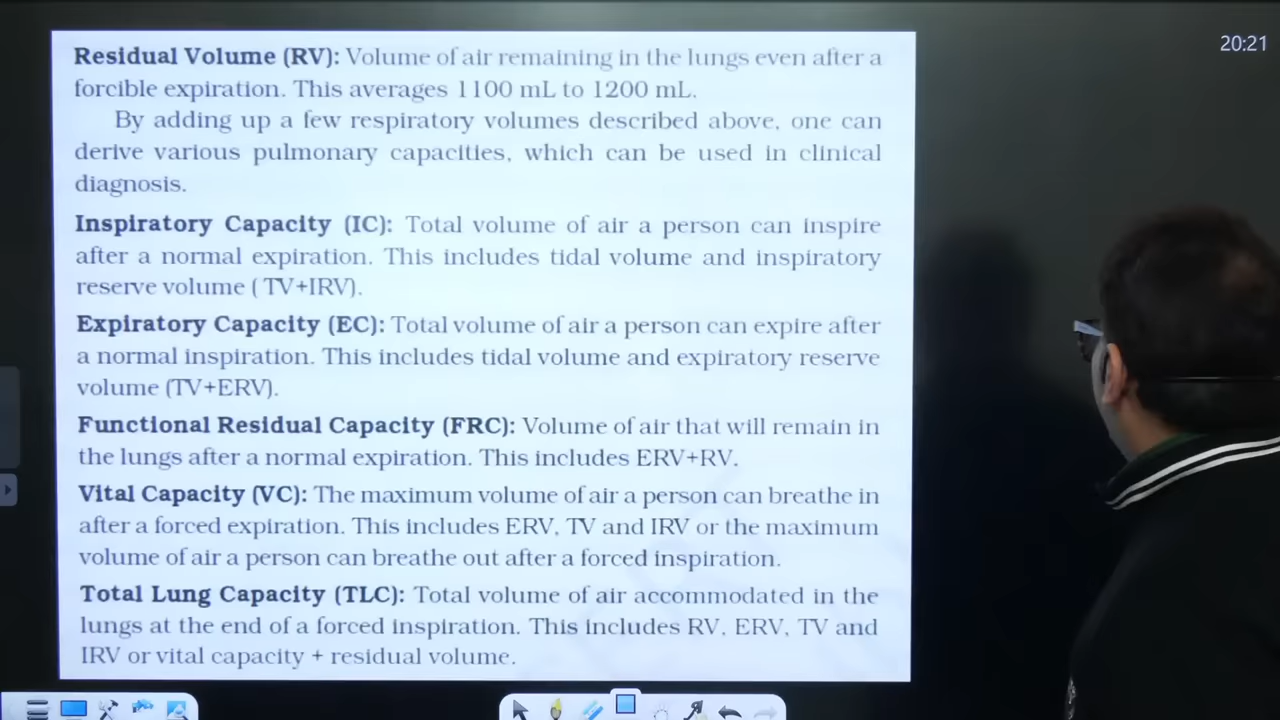 20:21
Residual Volume (RV): Volume of air remaining in the lungs even after a
forcible expiration. This averages 1100 mL to 1200 mL.
By adding up a few respiratory volumes described above, one can
derive various pulmonary capacities, which can be used in clinical
diagnosis.
Inspiratory Capacity (IC): Total volume of air a person can inspire
after a normal expiration. This includes tidal volume and inspiratory
reserve volume ( TV+IRV).
Expiratory Capacity (EC): Total volume of air a person can expire after
a normal inspiration. This includes tidal volume and expiratory reserve
volume (TV+ERV).
Functional Residual Capacity (FRC): Volume of air that will remain in
the lungs after a normal expiration. This includes ERV+RV.
Vital Capacity (VC): The maximum volume of air a person can breathe in
after a forced expiration. This includes ERV, TV and IRV or the maximum
volume of air a person can breathe out after a forced inspiration.
Total Lung Capacity (TLC): Total volume of air accommodated in the
lungs at the end of a forced inspiration. This includes RV, ERV, TV and
IRV or vital capacity + residual volume.